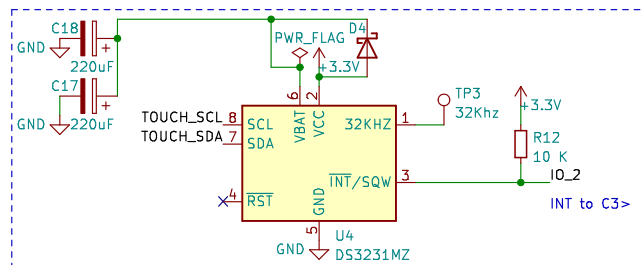 C18
GND
220uF
C17
GND
220uF
PWR_FLAG
D4
+3.3V
TP3
32Khz
+3.3V
R12
10 K
TOUCH_SCL
8
SCL
TOUCH_SDA
7
SDA
6
VBAT
2
VCC
32KHZ
1
INT/SQW
3
IO_2
INT to C3>
4
RST
GND
5
GND
U4
DS3231MZ